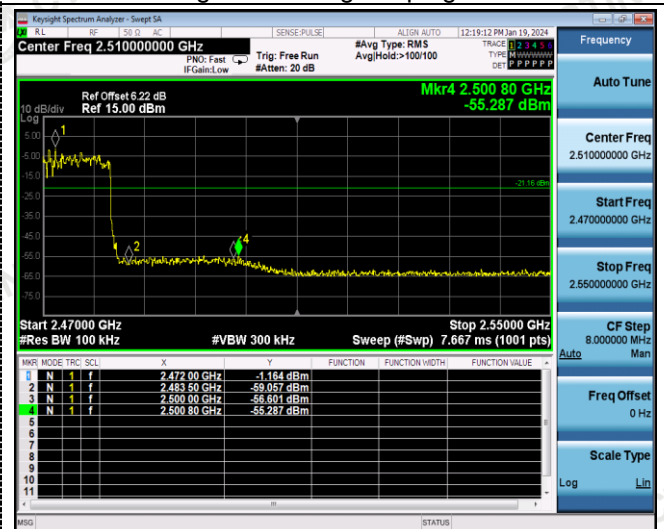 Keysight Spectrum Analyzer - Swept SA
RL RF 50 Ω AC SENSE:PULSE ALIGN AUTO 12:19:12 PM Jan 19, 2024
Center Freq 2.510000000 GHz
PNO: Fast
IFGain:Low
Trig: Free Run
#Atten: 20 dB
#Avg Type: RMS
Avg|Hold:>100/100
TRACE 1 2 3 4 5 6
TYPE M WWWWW
DET P P P P P P
Mkr4 2.500 80 GHz
-55.287 dBm
Ref Offset 6.22 dB
10 dB/div Ref 15.00 dBm
Log
5.00
-5.00
-15.0
-25.0
-35.0
-45.0
-55.0
-65.0
-75.0
1
2
4
-21.16 dBm
Start 2.47000 GHz Stop 2.55000 GHz
#Res BW 100 kHz #VBW 300 kHz Sweep (#Swp) 7.667 ms (1001 pts)
MKR MODE TRC SCL X Y FUNCTION FUNCTION WIDTH FUNCTION VALUE
1 N 1 f 2.472 00 GHz -1.164 dBm
2 N 1 f 2.483 50 GHz -59.057 dBm
3 N 1 f 2.500 00 GHz -56.601 dBm
4 N 1 f 2.500 80 GHz -55.287 dBm
5
6
7
8
9
10
11
MSG STATUS
Frequency
Auto Tune
Center Freq
2.510000000 GHz
Start Freq
2.470000000 GHz
Stop Freq
2.550000000 GHz
CF Step
8.000000 MHz
Auto Man
Freq Offset
0 Hz
Scale Type
Log Lin